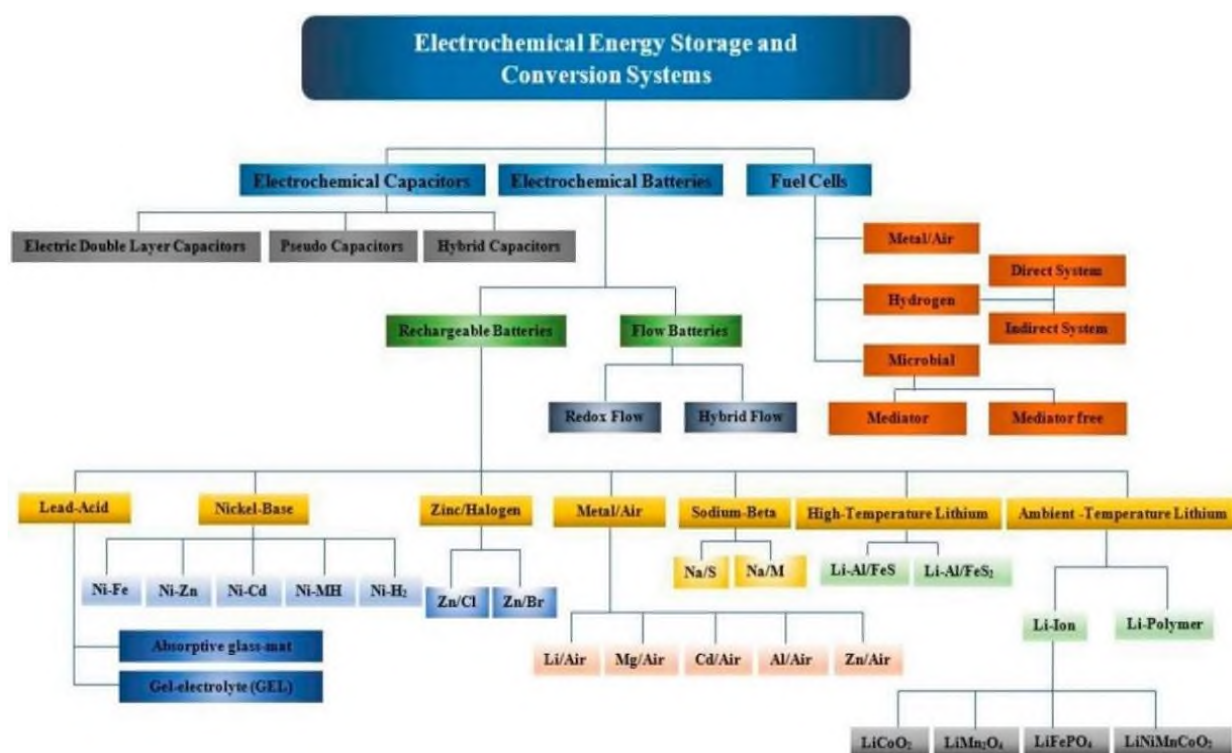 Electrochemical Energy Storage and
Conversion Systems
Electrochemical Capacitors
Electrochemical Batteries
Fuel Cells
Electric Double Layer Capacitors
Pseudo Capacitors
Hybrid Capacitors
Metal/Air
Direct System
Hydrogen
Indirect System
Microbial
Mediator
Mediator free
Rechargeable Batteries
Flow Batteries
Redox Flow
Hybrid Flow
Lead-Acid
Nickel-Base
Zinc/Halogen
Metal/Air
Sodium-Beta
High-Temperature Lithium
Ambient -Temperature Lithium
Ni-Fe
Ni-Zn
Ni-Cd
Ni-MH
Ni-H₂
Zn/Cl
Zn/Br
Na/S
Na/M
Li-Al/FeS
Li-Al/FeS₂
Li-Ion
Li-Polymer
Absorptive glass-mat
Gel-electrolyte (GEL)
Li/Air
Mg/Air
Cd/Air
Al/Air
Zn/Air
LiCoO₂
LiMn₂O₄
LiFePO₄
LiNiMnCoO₂